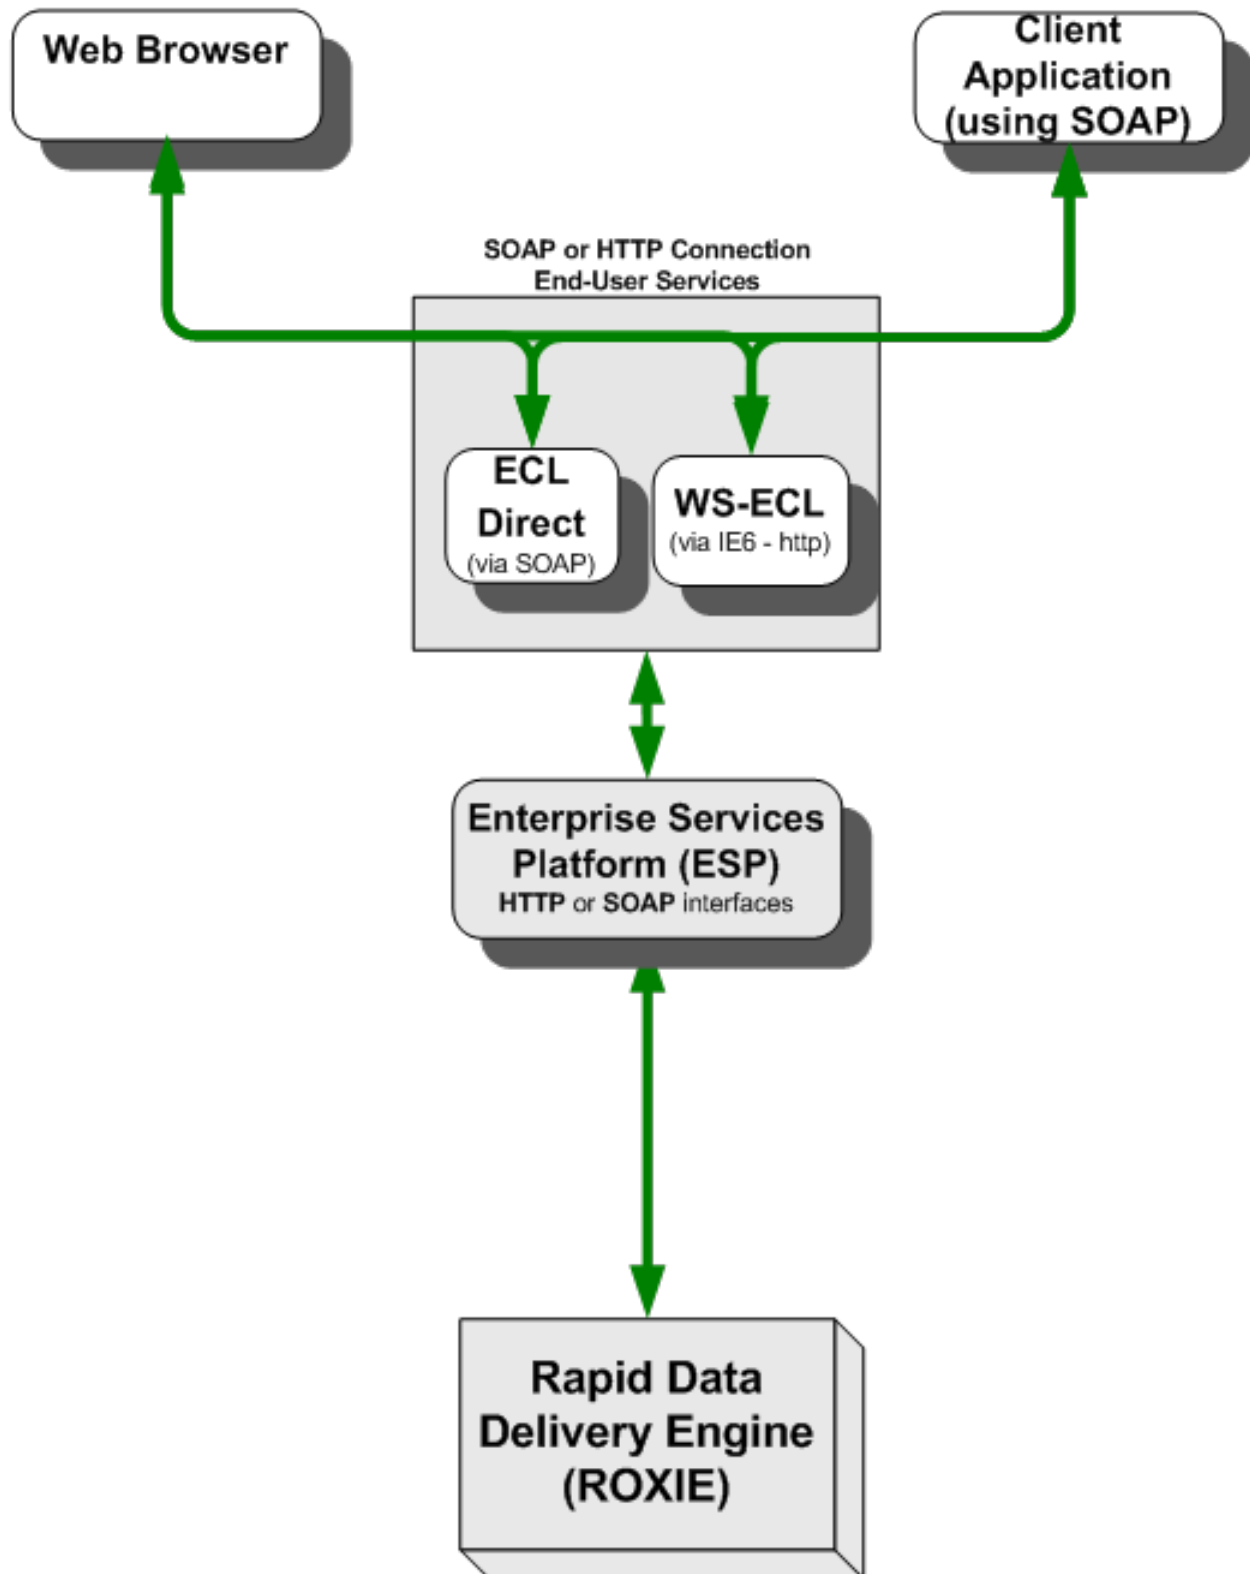 Web Browser
Client
Application
(using SOAP)
SOAP or HTTP Connection
End-User Services
ECL
Direct
(via SOAP)
WS-ECL
(via IE6 - http)
Enterprise Services
Platform (ESP)
HTTP or SOAP interfaces
Rapid Data
Delivery Engine
(ROXIE)